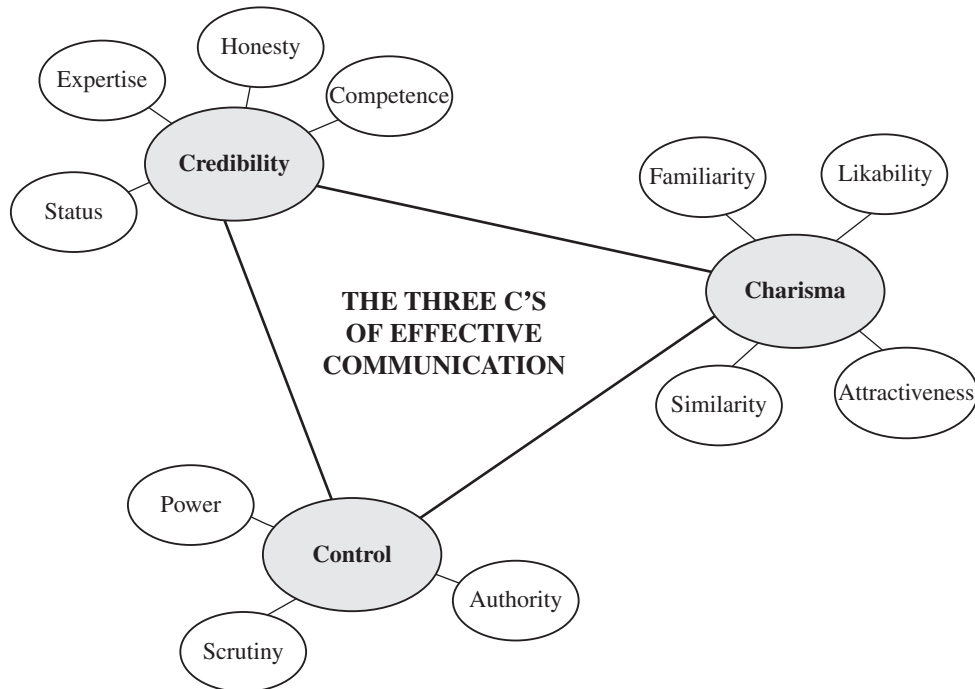 Honesty
Expertise
Competence
Credibility
Status
Familiarity
Likability
Charisma
THE THREE C'S
OF EFFECTIVE
COMMUNICATION
Similarity
Attractiveness
Power
Control
Authority
Scrutiny